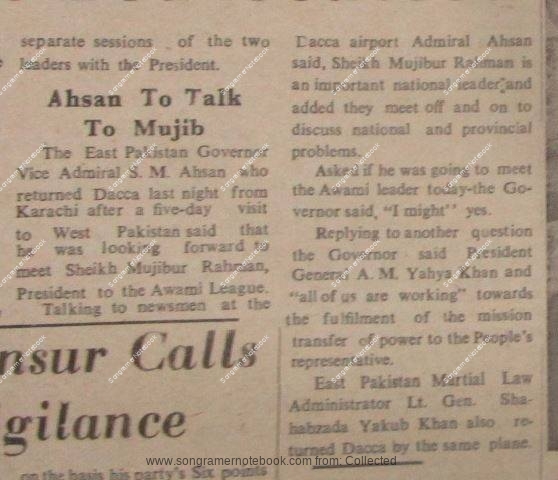 separate sessions of the two
leaders with the President.
Ahsan To Talk
To Mujib
The East Pakistan Governor
Vice Admiral S. M. Ahsan who
returned Dacca last night from
Karachi after a five-day visit
to West Pakistan said that
he was looking forward to
meet Sheikh Mujibur Rahman,
President to the Awami League.
Talking to newsmen at the
Dacca airport Admiral Ahsan
said, Sheikh Mujibur Rahman is
an important national leader and
added they meet off and on to
discuss national and provincial
problems.
Asked if he was going to meet
the Awami leader today-the Go-
vernor said, “I might’’ yes.
Replying to another question
the Governor said President
General A. M. Yahya Khan and
“all of us are working” towards
the fulfilment of the mission
transfer of power to the People's
representative.
East Pakistan Martial Law
Administrator Lt. Gen. Sha-
habzada Yakub Khan also re-
turned Dacca by the same plane.
nsur Calls
gilance
on the basis his party's Six points
www.songramernotebook.com from: Collected